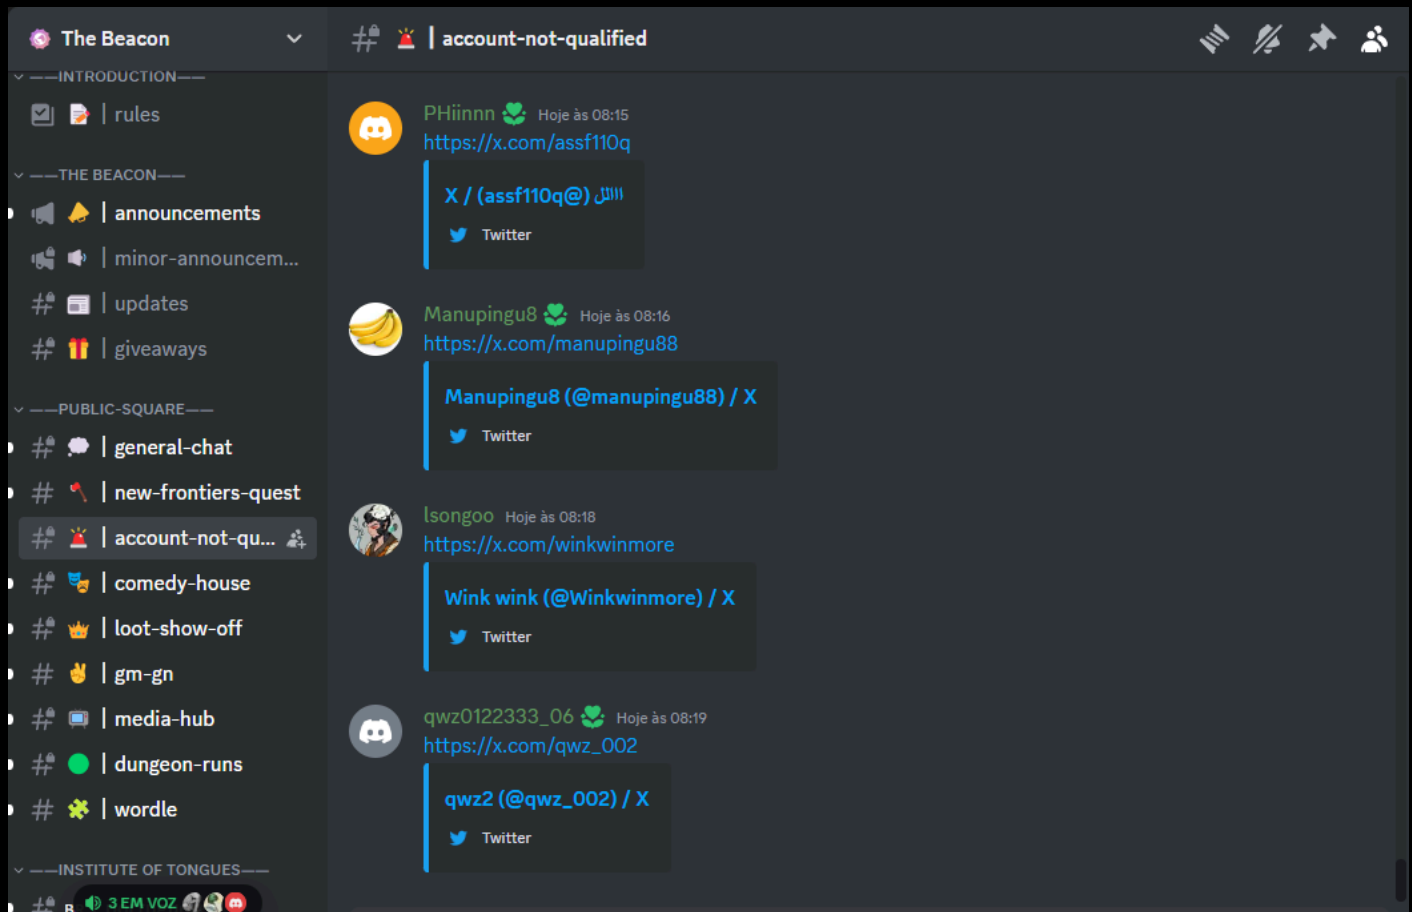 The Beacon
——INTRODUCTION——
| rules
——THE BEACON——
| announcements
| minor-announcem...
| updates
| giveaways
——PUBLIC-SQUARE——
| general-chat
| new-frontiers-quest
| account-not-qu...
| comedy-house
| loot-show-off
| gm-gn
| media-hub
| dungeon-runs
| wordle
——INSTITUTE OF TONGUES——
3 EM VOZ
| account-not-qualified
PHiinnn Hoje às 08:15
https://x.com/assf110q
X / (assf110q@)
Twitter
Manupingu8 Hoje às 08:16
https://x.com/manupingu88
Manupingu8 (@manupingu88) / X
Twitter
lsongoo Hoje às 08:18
https://x.com/winkwinmore
Wink wink (@Winkwinmore) / X
Twitter
qwz0122333_06 Hoje às 08:19
https://x.com/qwz_002
qwz2 (@qwz_002) / X
Twitter